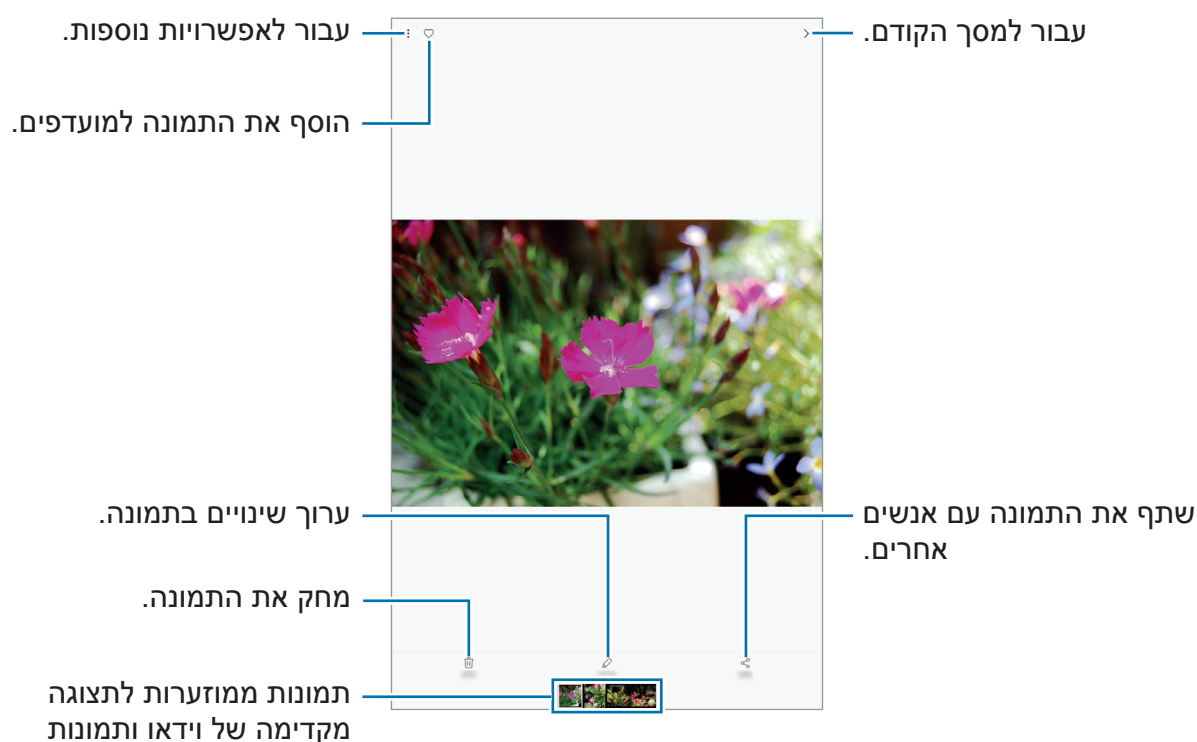 עבור למסך הקודם.
עבור לאפשרויות נוספות.
הוסף את התמונה למועדפים.
שתף את התמונה עם אנשים
אחרים.
ערוך שינויים בתמונה.
מחק את התמונה.
תמונות ממוזערות לתצוגה
מקדימה של וידאו ותמונות